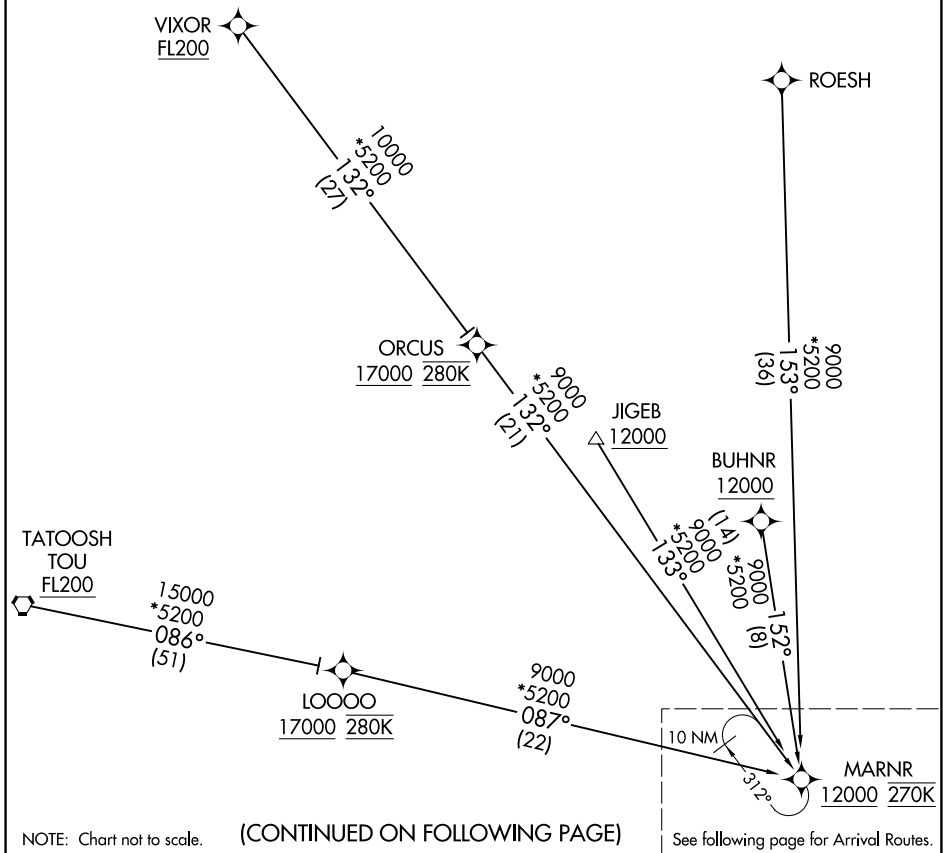 VIXOR
FL200
ROESH
10000
*5200
132°
(27)
ORCUS
17000 280K
9000
*5200
132°
(21)
9000
*5200
153°
(36)
JIGEB
12000
BUHNR
12000
(14)
9000
*5200
133°
9000
*5200
152°
(8)
TATOOSH
TOU
FL200
15000
*5200
086°
(51)
LOOOO
17000 280K
9000
*5200
087°
(22)
10 NM
312°
MARNR
12000 270K
NOTE: Chart not to scale.
(CONTINUED ON FOLLOWING PAGE)
See following page for Arrival Routes.